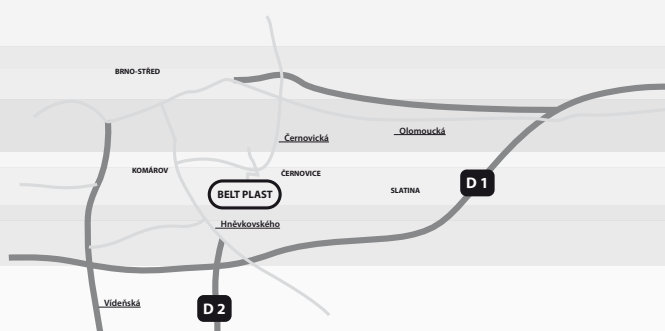 BRNO-STŘED
Olomoucká
Černovická
KOMÁROV
ČERNOVICE
D 1
SLATINA
BELT PLAST
Hněvkovského
Vídeňská
D 2